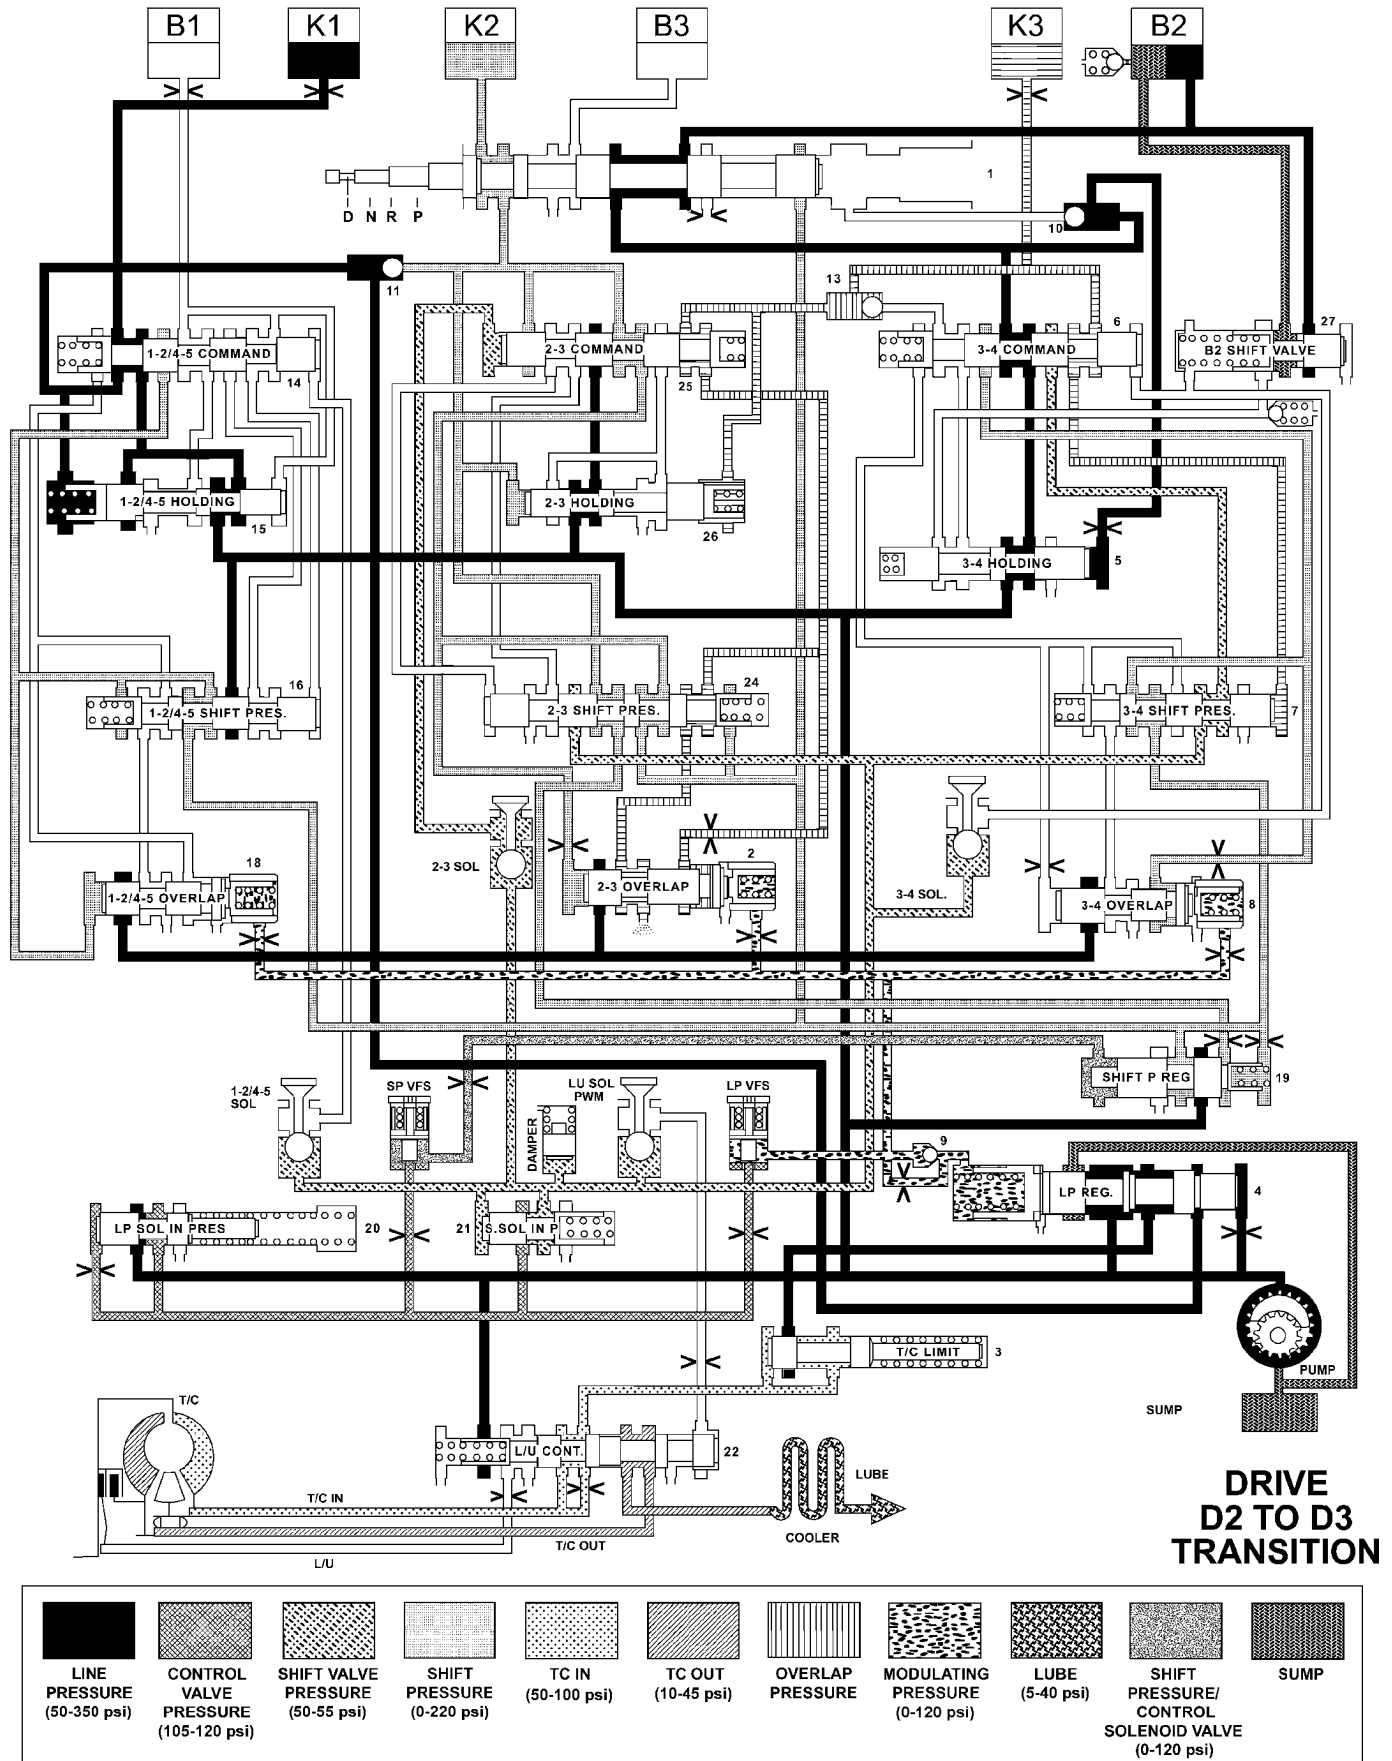 B1 K1 K2 B3 K3 B2
1
D N R P
10
11
13
6
27
1-2/4-5 COMMAND
2-3 COMMAND
3-4 COMMAND
B2 SHIFT VALVE
14
25
1-2/4-5 HOLDING
2-3 HOLDING
15
26
3-4 HOLDING
5
16
24
1-2/4-5 SHIFT PRES.
2-3 SHIFT PRES.
3-4 SHIFT PRES.
7
18
2-3 SOL
2
3-4 SOL.
1-2/4-5 OVERLAP
2-3 OVERLAP
3-4 OVERLAP
8
SHIFT P REG
19
1-2/4-5
SOL
SP VFS
DAMPER
LU SOL
PWM
LP VFS
9
LP REG.
4
LP SOL IN PRES
20
21
S.SOL IN P
T/C LIMIT
3
PUMP
SUMP
T/C
L/U CONT.
22
T/C IN
T/C OUT
L/U
COOLER
LUBE
DRIVE
D2 TO D3
TRANSITION
LINE
PRESSURE
(50-350 psi)
CONTROL
VALVE
PRESSURE
(105-120 psi)
SHIFT VALVE
PRESSURE
(50-55 psi)
SHIFT
PRESSURE
(0-220 psi)
TC IN
(50-100 psi)
TC OUT
(10-45 psi)
OVERLAP
PRESSURE
MODULATING
PRESSURE
(0-120 psi)
LUBE
(5-40 psi)
SHIFT
PRESSURE/
CONTROL
SOLENOID VALVE
(0-120 psi)
SUMP